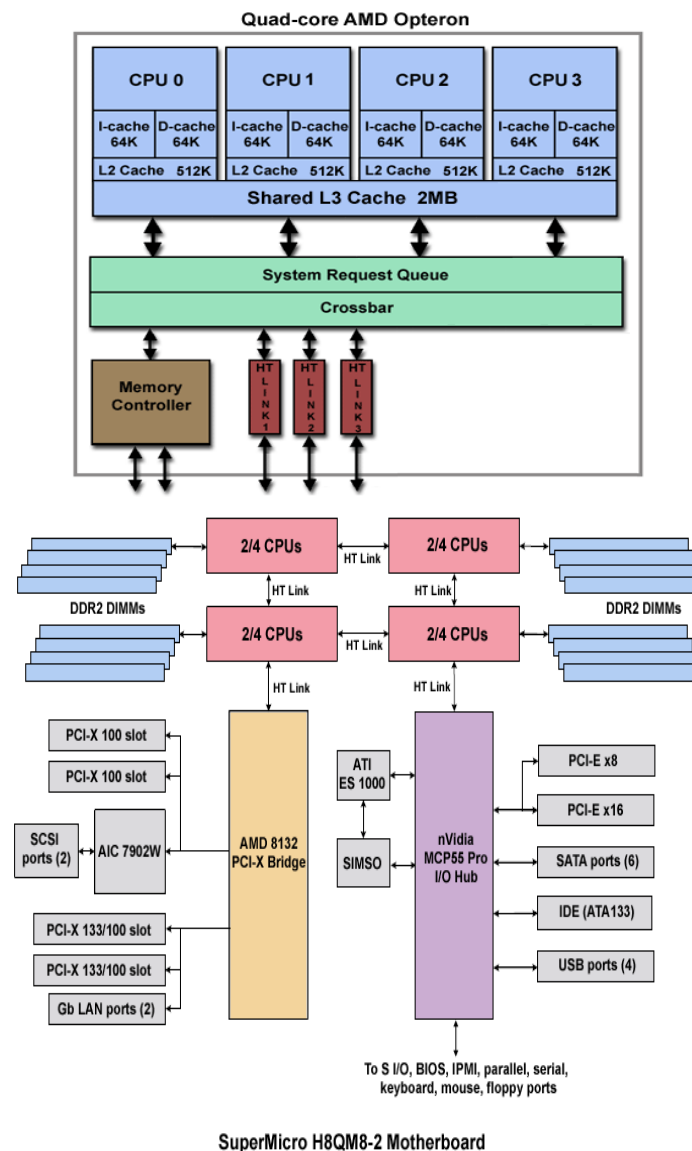 Quad-core AMD Opteron
CPU 0
CPU 1
CPU 2
CPU 3
I-cache
64K
D-cache
64K
I-cache
64K
D-cache
64K
I-cache
64K
D-cache
64K
I-cache
64K
D-cache
64K
L2 Cache 512K
L2 Cache 512K
L2 Cache 512K
L2 Cache 512K
Shared L3 Cache 2MB
System Request Queue
Crossbar
Memory
Controller
HT
LINK1
HT
LINK2
HT
LINK3
2/4 CPUs
HT Link
2/4 CPUs
DDR2 DIMMs
HT Link
HT Link
DDR2 DIMMs
2/4 CPUs
HT Link
2/4 CPUs
HT Link
HT Link
PCI-X 100 slot
PCI-X 100 slot
SCSI
ports (2)
AIC 7902W
AMD 8132
PCI-X Bridge
PCI-X 133/100 slot
PCI-X 133/100 slot
Gb LAN ports (2)
ATI
ES 1000
SIMSO
nVidia
MCP55 Pro
I/O Hub
PCI-E x8
PCI-E x16
SATA ports (6)
IDE (ATA133)
USB ports (4)
To S I/O, BIOS, IPMI, parallel, serial,
keyboard, mouse, floppy ports
SuperMicro H8QM8-2 Motherboard